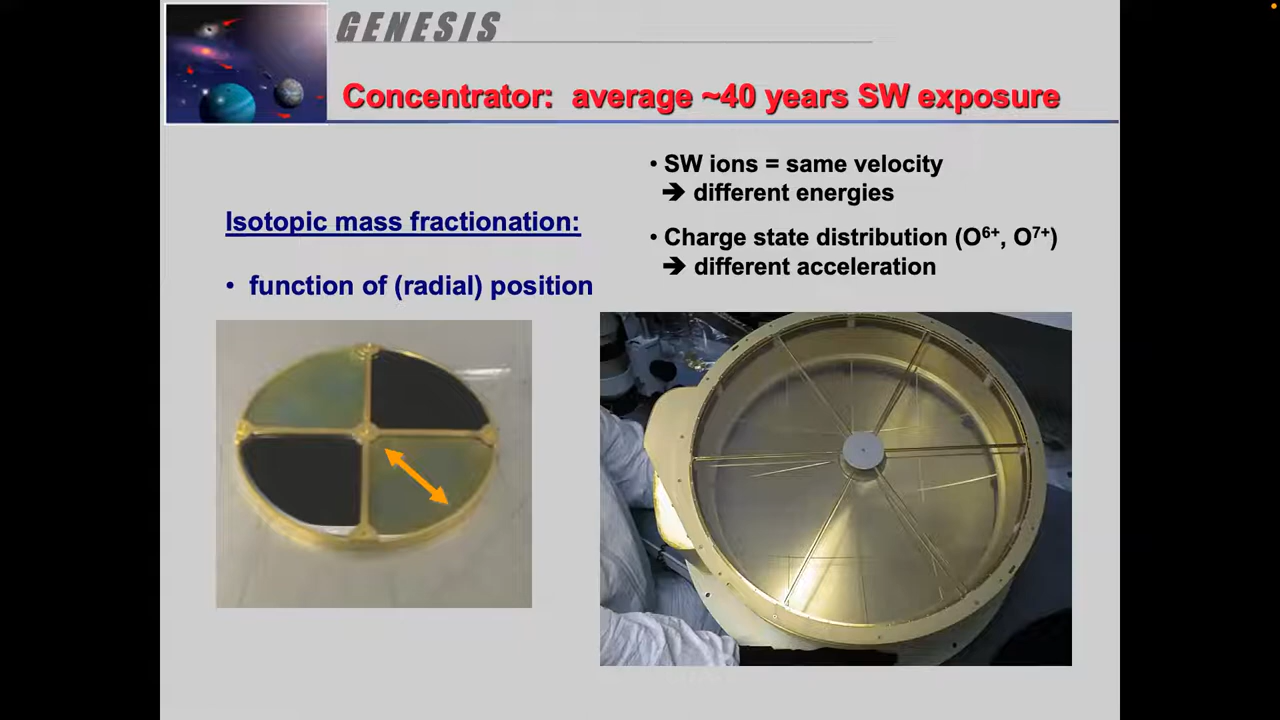 GENESIS
Concentrator: average ~40 years SW exposure
• SW ions = same velocity
➔ different energies
Isotopic mass fractionation:
• Charge state distribution (O⁶⁺, O⁷⁺)
➔ different acceleration
• function of (radial) position